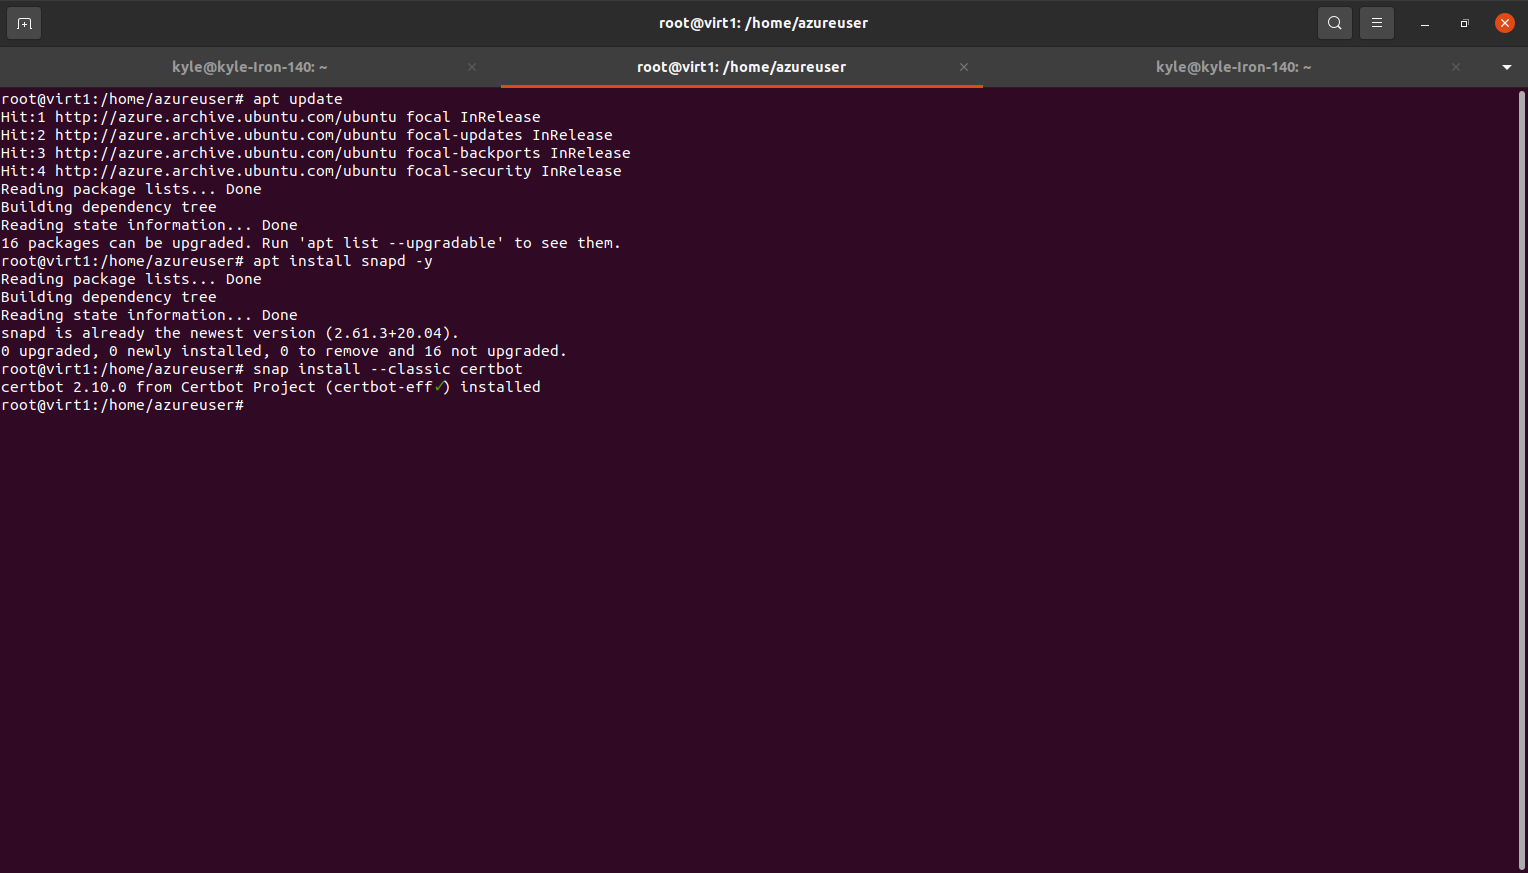 root@virt1: /home/azureuser
kyle@kyle-Iron-140: ~
root@virt1: /home/azureuser
kyle@kyle-Iron-140: ~
root@virt1:/home/azureuser# apt update
Hit:1 http://azure.archive.ubuntu.com/ubuntu focal InRelease
Hit:2 http://azure.archive.ubuntu.com/ubuntu focal-updates InRelease
Hit:3 http://azure.archive.ubuntu.com/ubuntu focal-backports InRelease
Hit:4 http://azure.archive.ubuntu.com/ubuntu focal-security InRelease
Reading package lists... Done
Building dependency tree
Reading state information... Done
16 packages can be upgraded. Run 'apt list --upgradable' to see them.
root@virt1:/home/azureuser# apt install snapd -y
Reading package lists... Done
Building dependency tree
Reading state information... Done
snapd is already the newest version (2.61.3+20.04).
0 upgraded, 0 newly installed, 0 to remove and 16 not upgraded.
root@virt1:/home/azureuser# snap install --classic certbot
certbot 2.10.0 from Certbot Project (certbot-eff✓) installed
root@virt1:/home/azureuser#